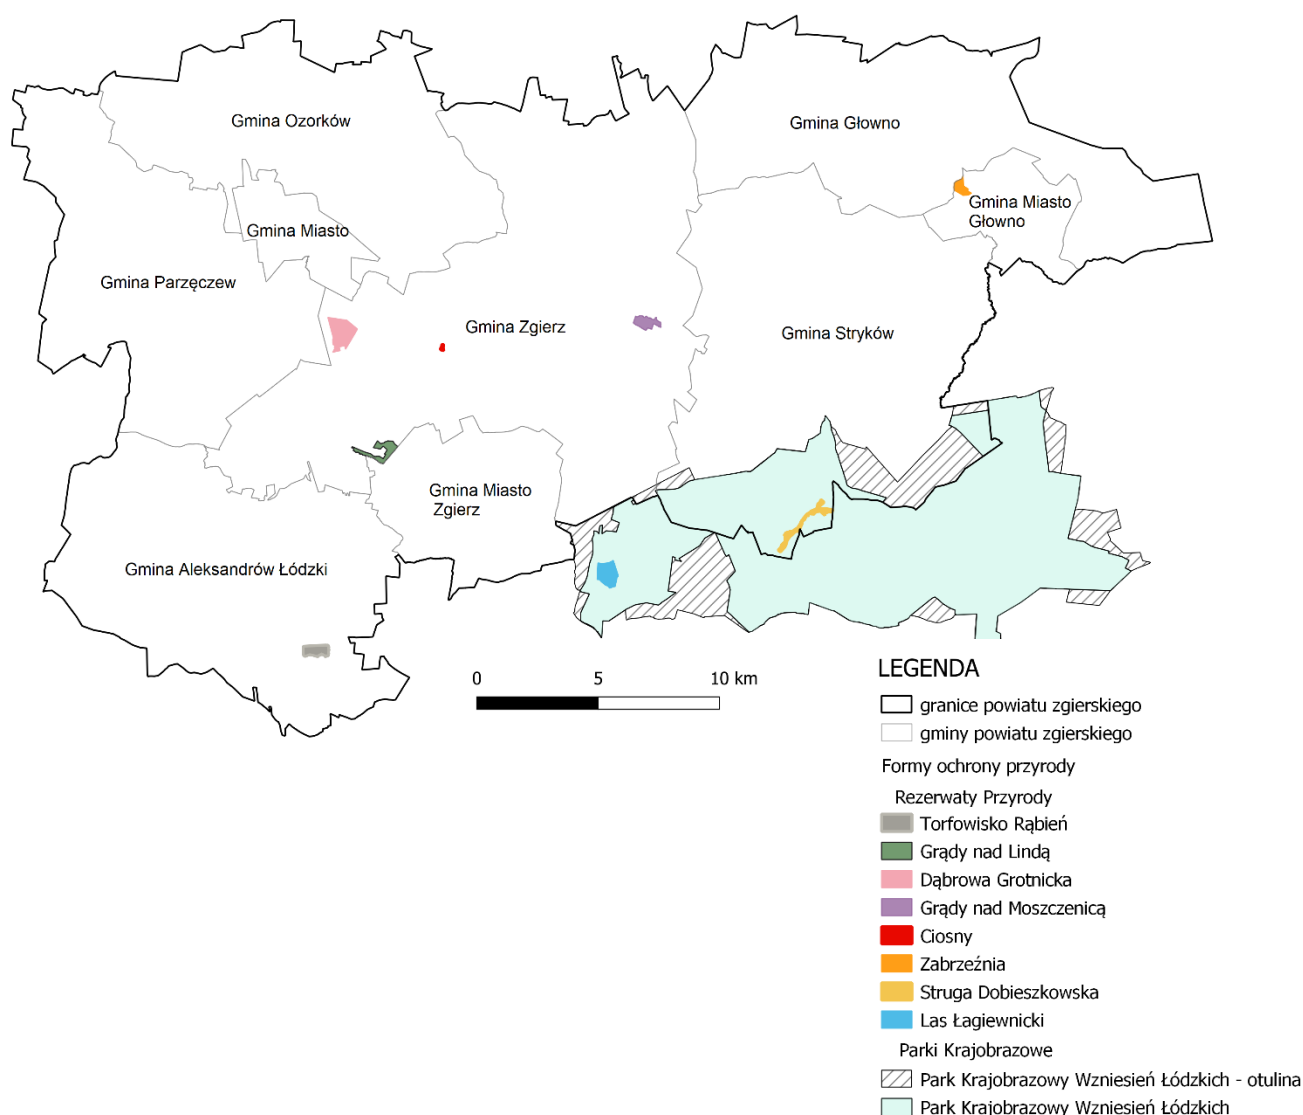 Gmina Ozorków
Gmina Głowno
Gmina Miasto
Głowno
Gmina Miasto
Gmina Parzęczew
Gmina Zgierz
Gmina Stryków
Gmina Miasto
Zgierz
Gmina Aleksandrów Łódzki
0 5 10 km
LEGENDA
granice powiatu zgierskiego
gminy powiatu zgierskiego
Formy ochrony przyrody
Rezerwaty Przyrody
Torfowisko Rąbień
Grądy nad Lindą
Dąbrowa Grotnicka
Grądy nad Moszczenicą
Ciosny
Zabrzeźnia
Struga Dobieszkowska
Las Łagiewnicki
Parki Krajobrazowe
Park Krajobrazowy Wzniesień Łódzkich - otulina
Park Krajobrazowy Wzniesień Łódzkich